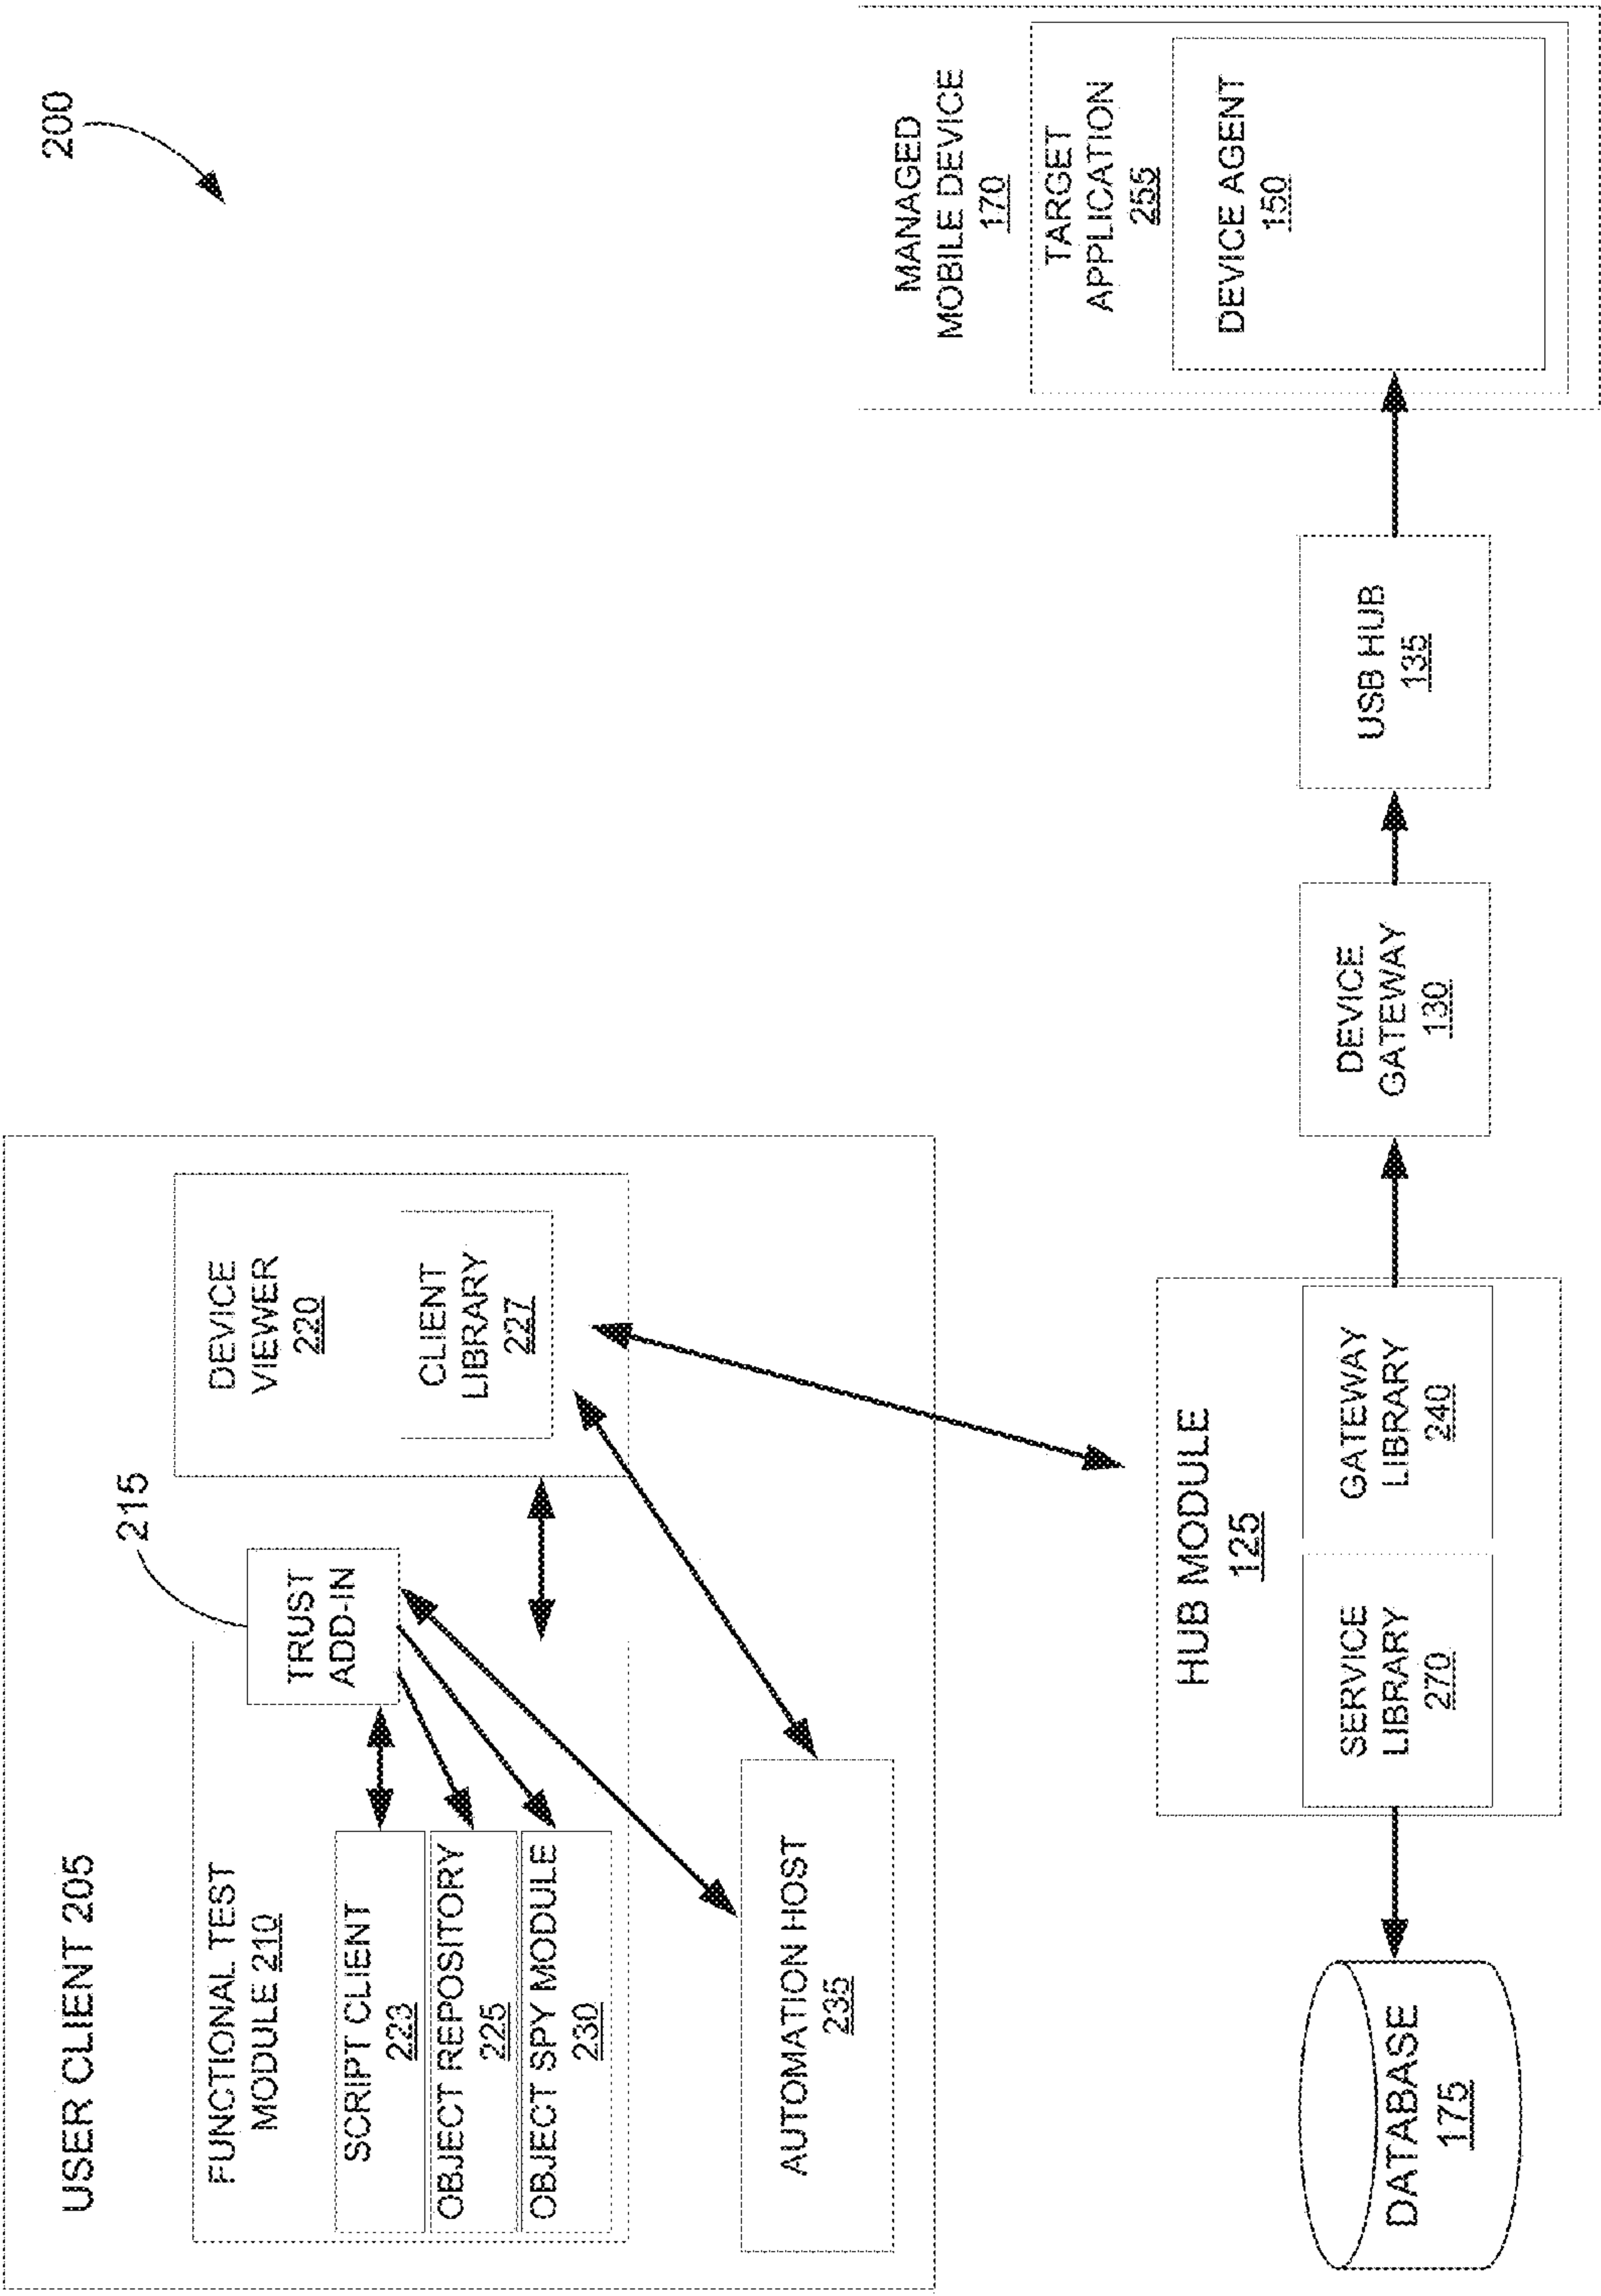 200
USER CLIENT 205
FUNCTIONAL TEST
MODULE 210
SCRIPT CLIENT
223
OBJECT REPOSITORY
225
OBJECT SPY MODULE
230
215
TRUST
ADD-IN
DEVICE
VIEWER
220
CLIENT
LIBRARY
227
AUTOMATION HOST
235
MANAGED
MOBILE DEVICE
170
TARGET
APPLICATION
255
DEVICE AGENT
150
HUB MODULE
125
SERVICE
LIBRARY
270
GATEWAY
LIBRARY
240
DATABASE
175
DEVICE
GATEWAY
130
USB HUB
135